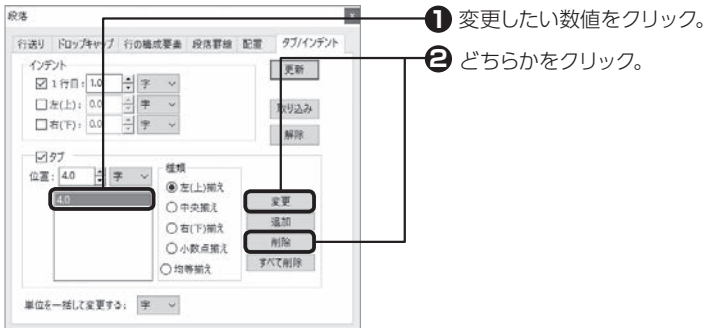 段落
❶ 変更したい数値をクリック。
行送り ドロップキャップ 行の構成要素 段落罫線 配置 タブ/インデント
❷ どちらかをクリック。
インデント
更新
1 行目: 1.0 字
左(上): 0.0 字
取り込み
右(下): 0.0 字
解除
タブ
位置: 4.0 字
種類
4.0
左(上)揃え
変更
中央揃え
追加
右(下)揃え
削除
小数点揃え
すべて削除
均等揃え
単位を一括して変更する: 字